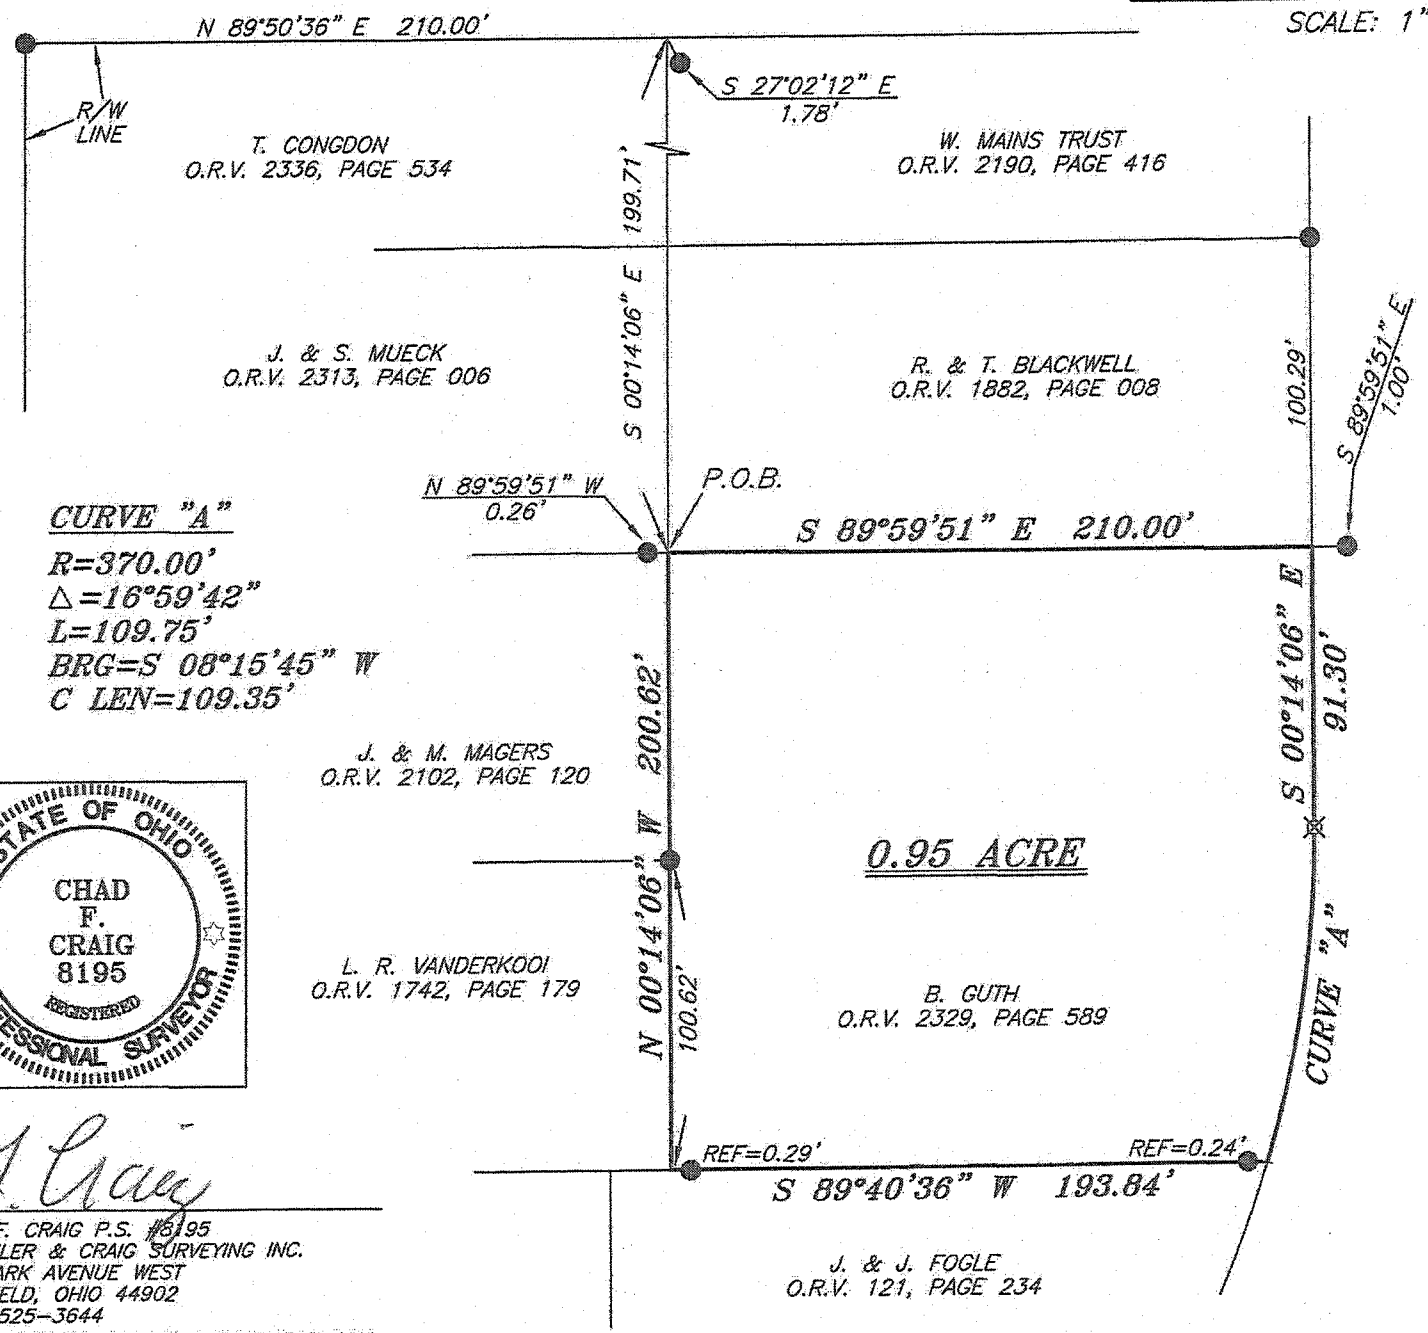 SCALE: 1"
N 89°50'36" E 210.00'
S 27°02'12" E
1.78'
R/W
LINE
T. CONGDON
O.R.V. 2336, PAGE 534
W. MAINS TRUST
O.R.V. 2190, PAGE 416
S 00°14'06" E 199.71'
J. & S. MUECK
O.R.V. 2313, PAGE 006
R. & T. BLACKWELL
O.R.V. 1882, PAGE 008
100.29'
S 89°59'51" E
1.00'
N 89°59'51" W
0.26'
P.O.B.
S 89°59'51" E 210.00'
CURVE "A"
R=370.00'
△=16°59'42"
L=109.75'
BRG=S 08°15'45" W
C LEN=109.35'
S 00°14'06" E
91.30'
N 00°14'06" W 200.62'
J. & M. MAGERS
O.R.V. 2102, PAGE 120
0.95 ACRE
STATE OF OHIO
CHAD
F.
CRAIG
8195
REGISTERED
FESSIONAL SURVEYOR
L. R. VANDERKOOI
O.R.V. 1742, PAGE 179
100.62'
B. GUTH
O.R.V. 2329, PAGE 589
CURVE "A"
REF=0.29'
REF=0.24'
S 89°40'36" W 193.84'
Craig
F. CRAIG P.S. #8195
LER & CRAIG SURVEYING INC.
ARK AVENUE WEST
ELD, OHIO 44902
525-3644
J. & J. FOGLE
O.R.V. 121, PAGE 234